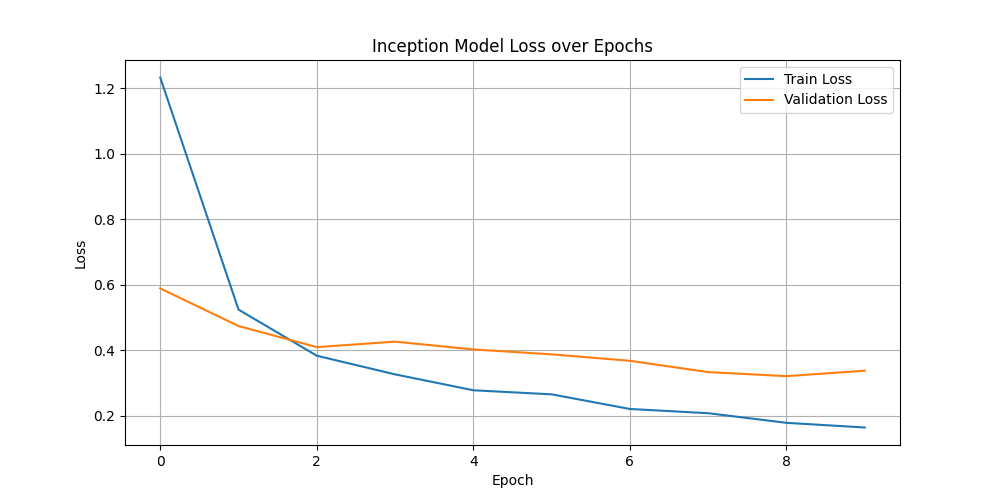 Inception Model Loss over Epochs
Train Loss
Validation Loss
1.2
1.0
0.8
0.6
0.4
0.2
Loss
0 2 4 6 8
Epoch